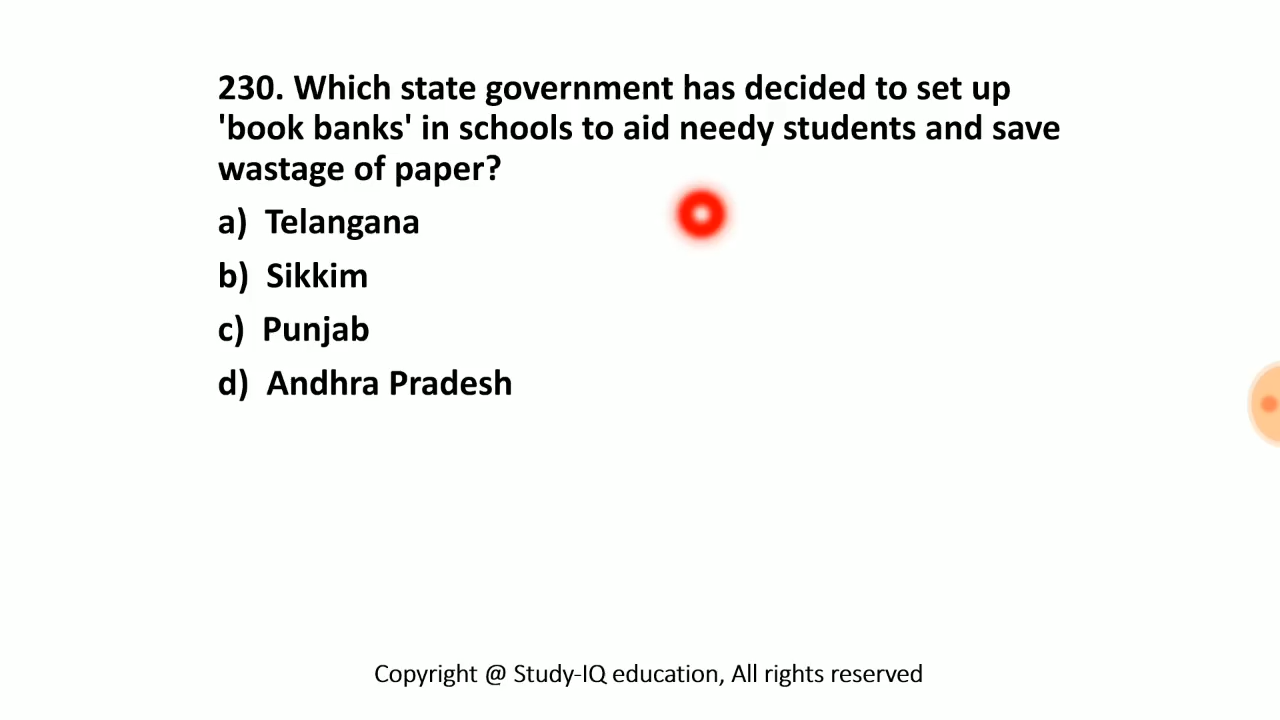 230. Which state government has decided to set up
'book banks' in schools to aid needy students and save
wastage of paper?
a) Telangana
b) Sikkim
c) Punjab
d) Andhra Pradesh
Copyright @ Study-IQ education, All rights reserved